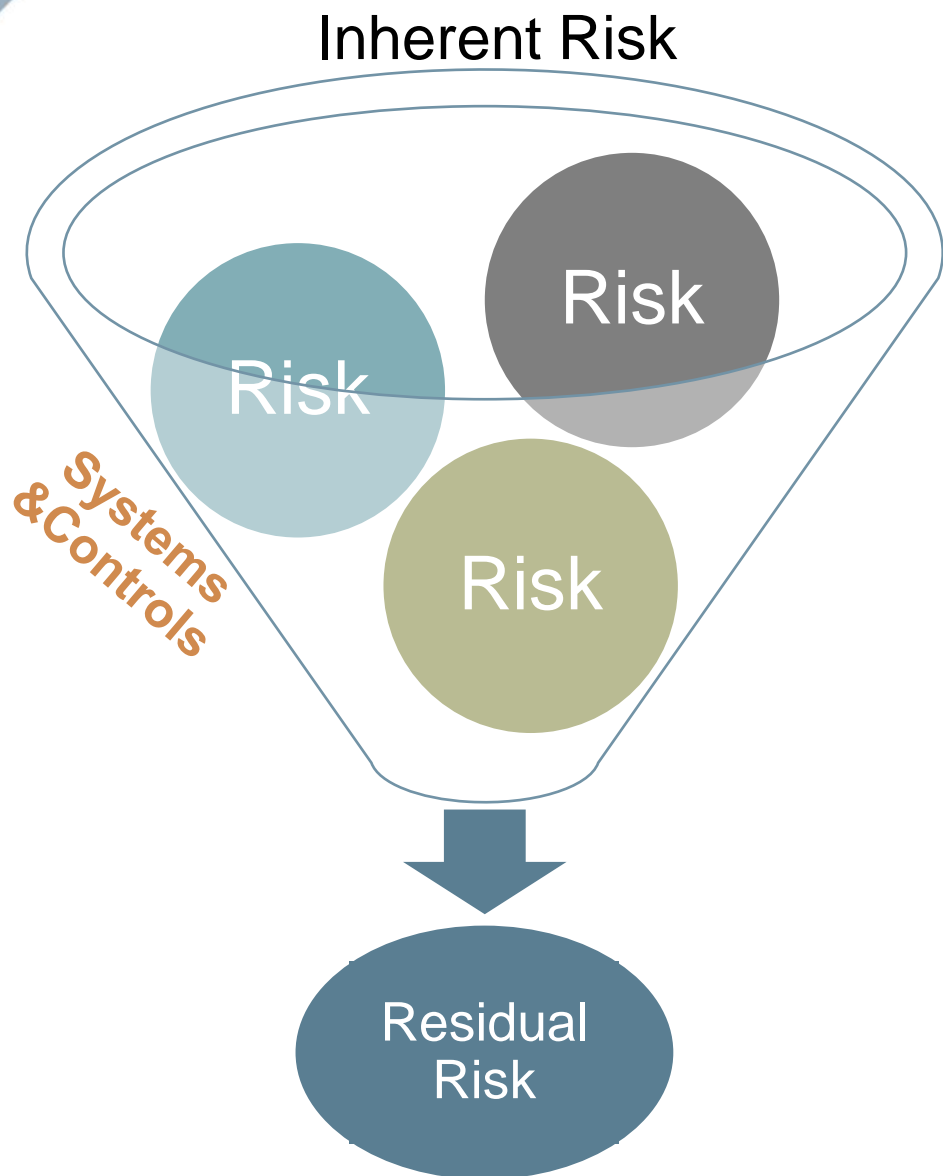 Inherent Risk
Risk
Risk
Systems
&Controls
Risk
Residual
Risk